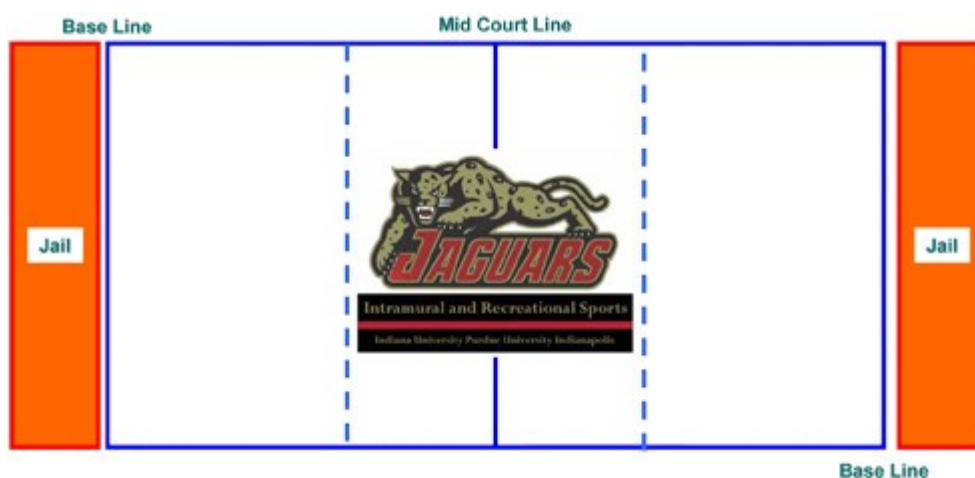 Base Line
Mid Court Line
Jail
Jail
JAGUARS
Intramural and Recreational Sports
Indiana University Purdue University Indianapolis
Base Line